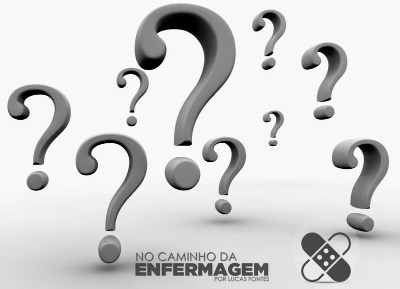 NO CAMINHO DA
ENFERMAGEM
POR LUCAS FONTES